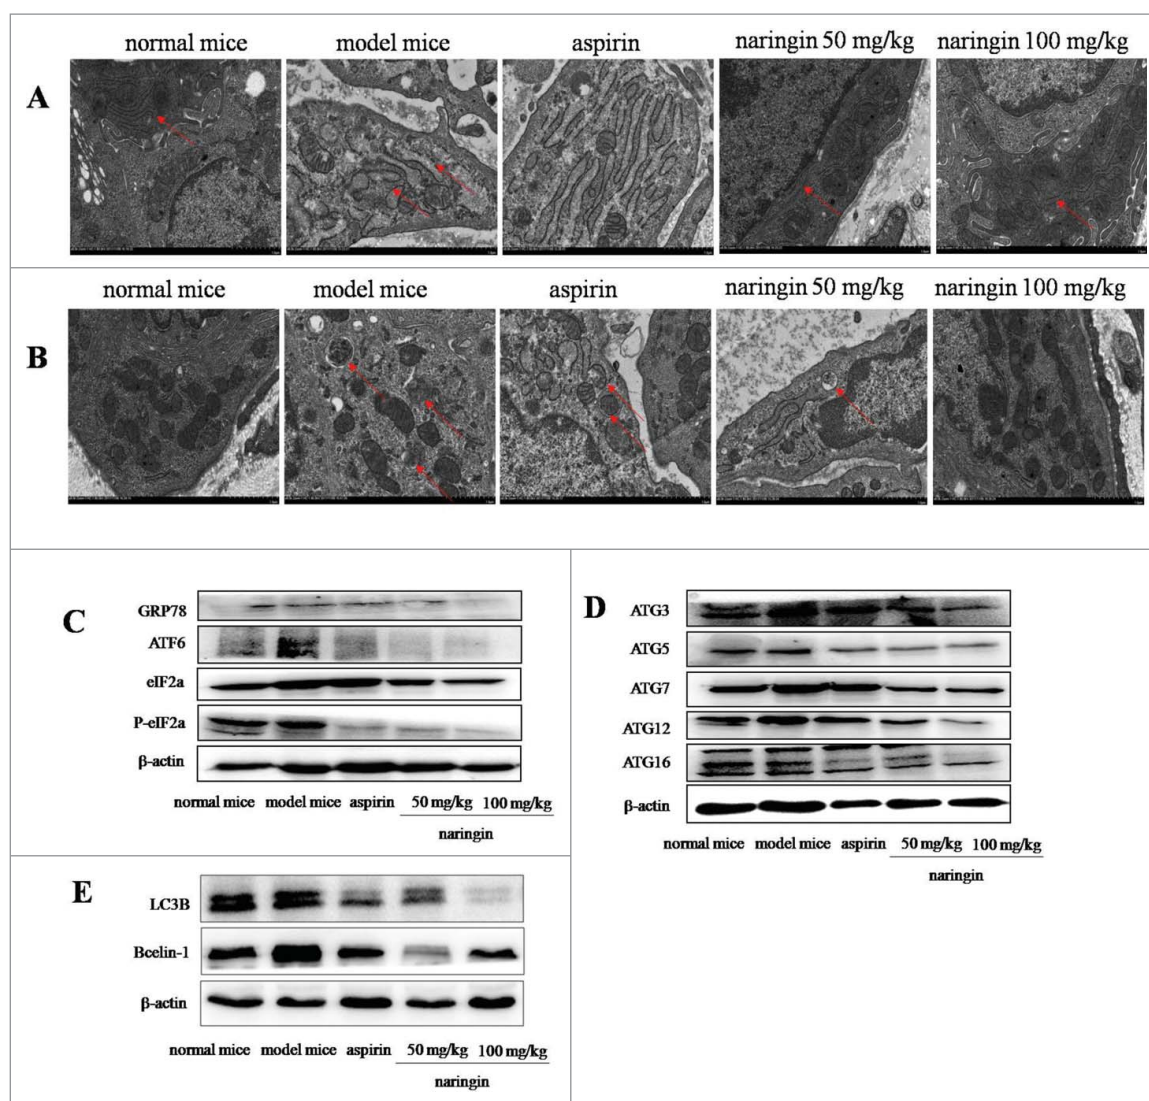 A
normal mice
model mice
aspirin
naringin 50 mg/kg
naringin 100 mg/kg
B
normal mice
model mice
aspirin
naringin 50 mg/kg
naringin 100 mg/kg
C
GRP78
ATF6
eIF2a
P-eIF2a
β-actin
normal mice model mice aspirin 50 mg/kg 100 mg/kg
naringin
D
ATG3
ATG5
ATG7
ATG12
ATG16
β-actin
normal mice model mice aspirin 50 mg/kg 100 mg/kg
naringin
E
LC3B
Bcelin-1
β-actin
normal mice model mice aspirin 50 mg/kg 100 mg/kg
naringin